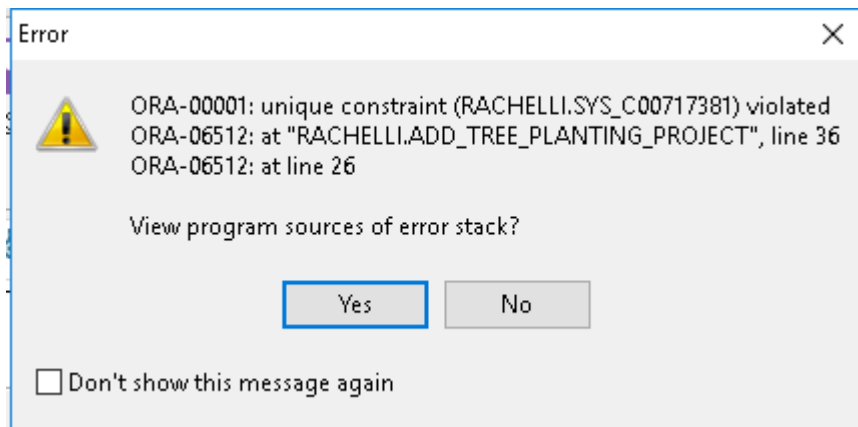 Error
ORA-00001: unique constraint (RACHELLI.SYS_C00717381) violated
ORA-06512: at "RACHELLI.ADD_TREE_PLANTING_PROJECT", line 36
ORA-06512: at line 26
View program sources of error stack?
Yes
No
Don't show this message again